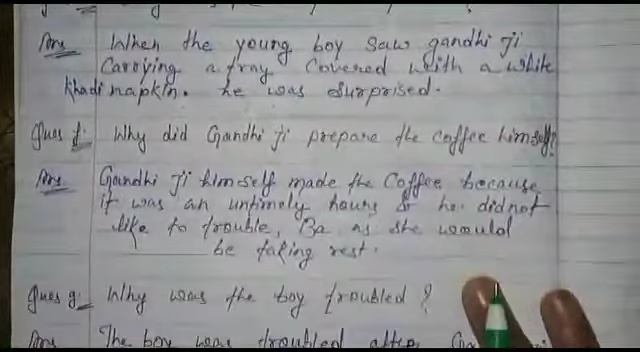 Ans When the young boy saw gandhi ji
Carrying a tray Covered with a white
khadi napkin. he was surprised.
Ques f. Why did Gandhi ji prepare the coffee himself?
Ans Gandhi ji himself made the Coffee because
it was an untimely hours & he did not
like to trouble, Ba as she would
be taking rest.
Ques g. Why was the boy troubled ?
Ans The boy was troubled after